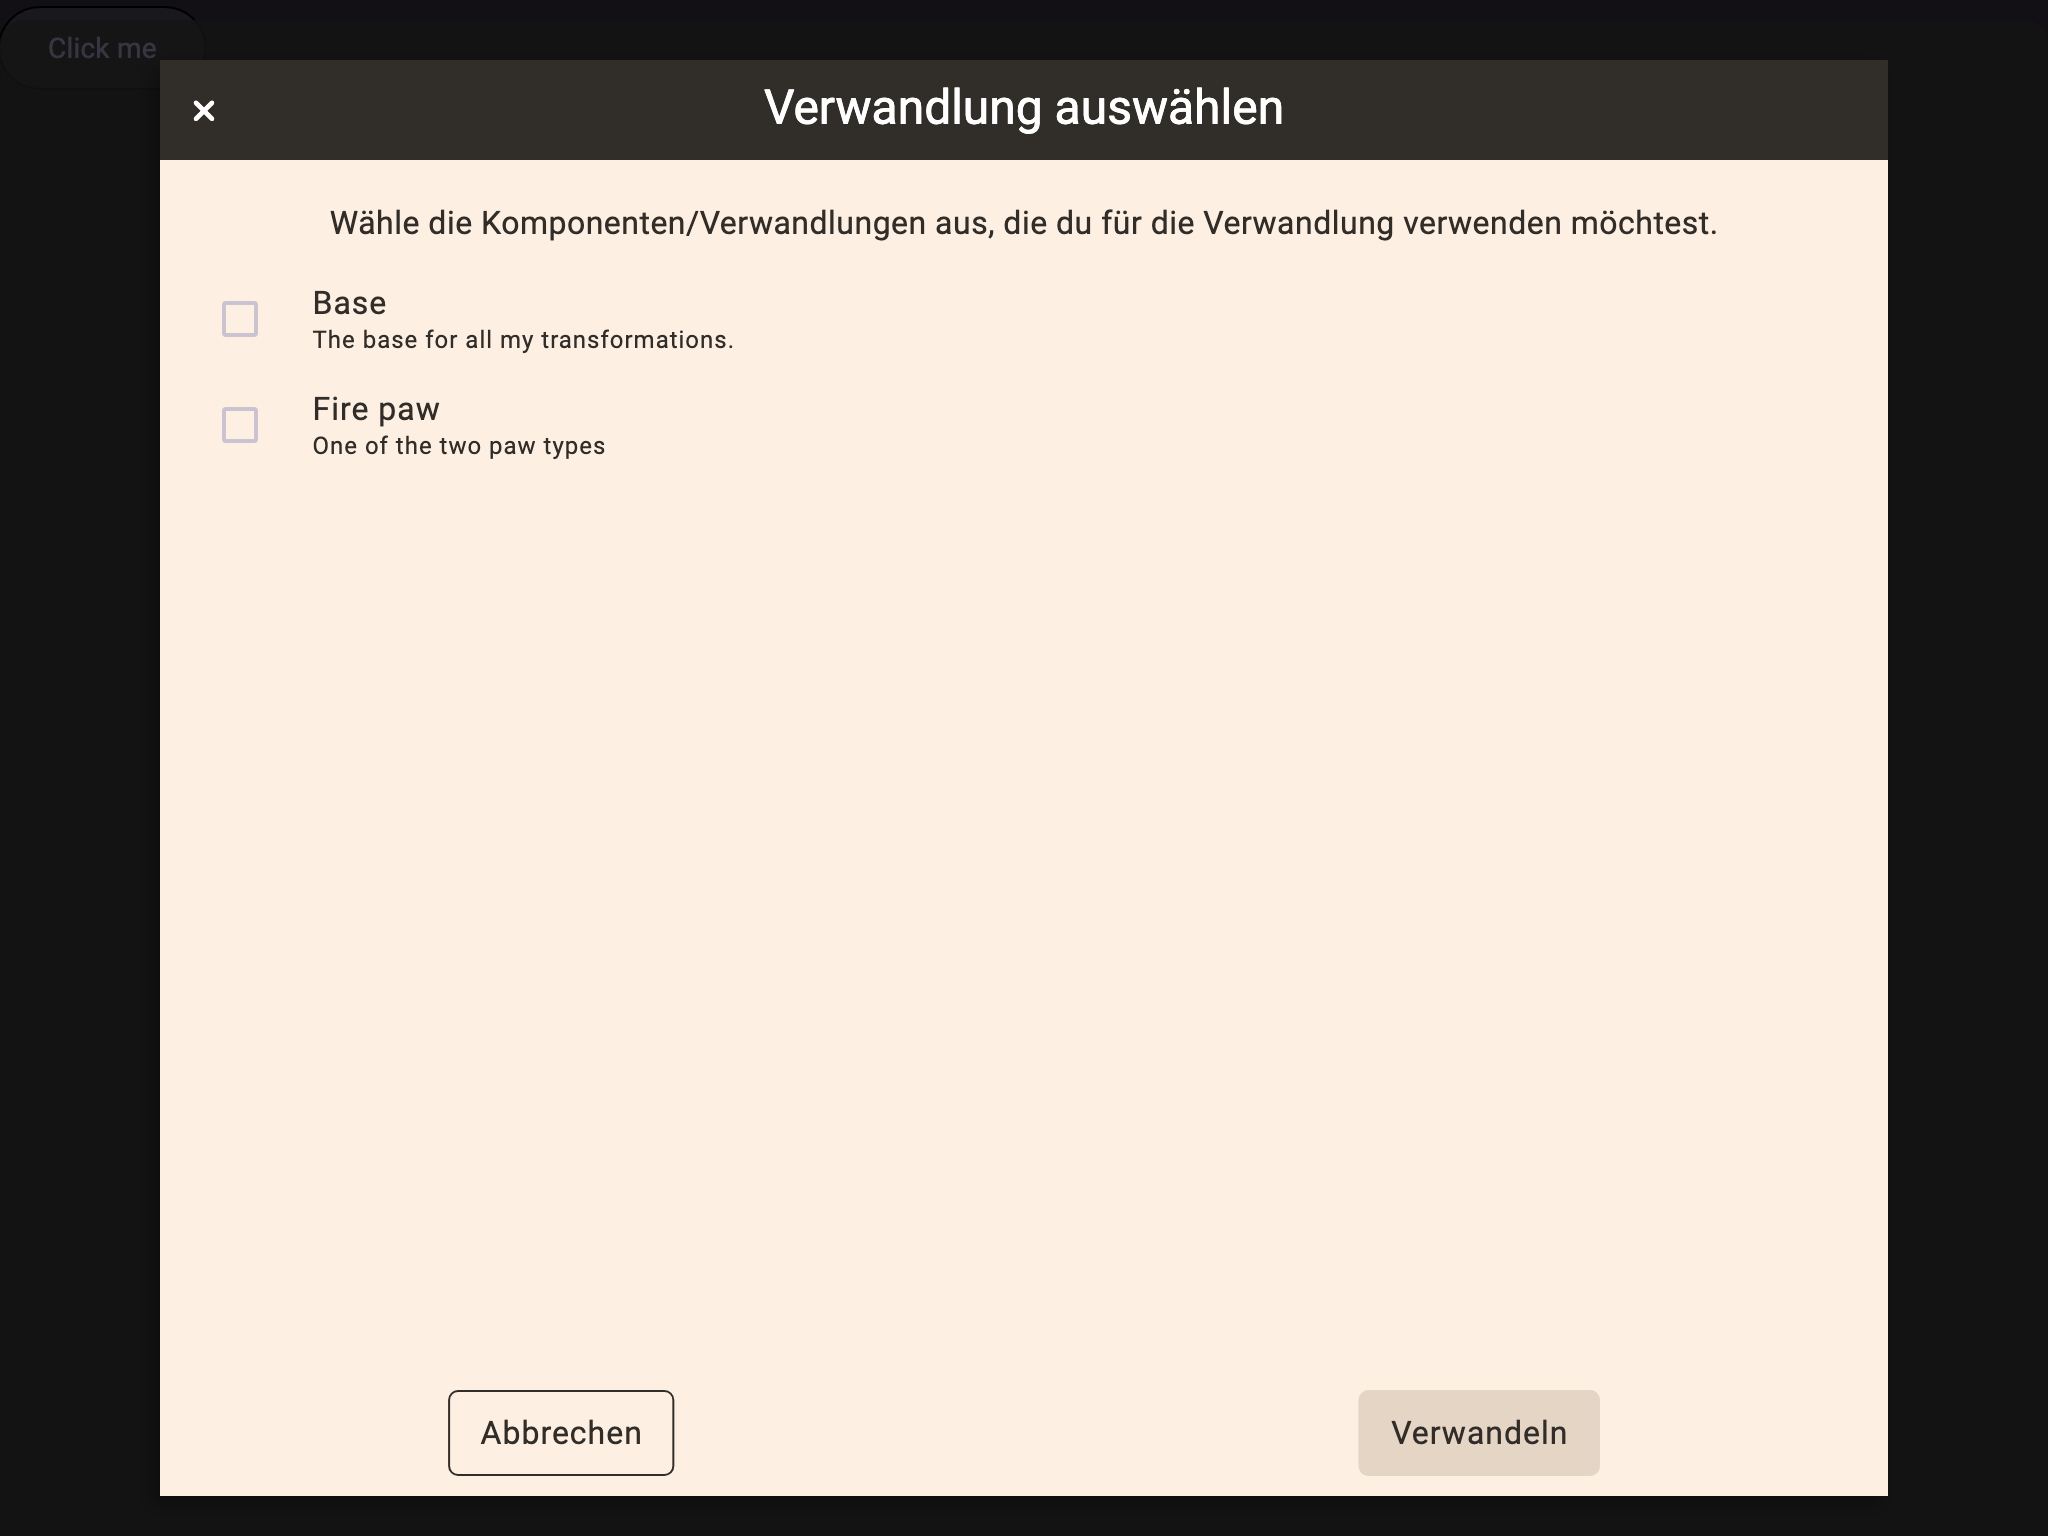 Click me
Verwandlung auswählen
Wähle die Komponenten/Verwandlungen aus, die du für die Verwandlung verwenden möchtest.
Base
The base for all my transformations.
Fire paw
One of the two paw types
Abbrechen
Verwandeln